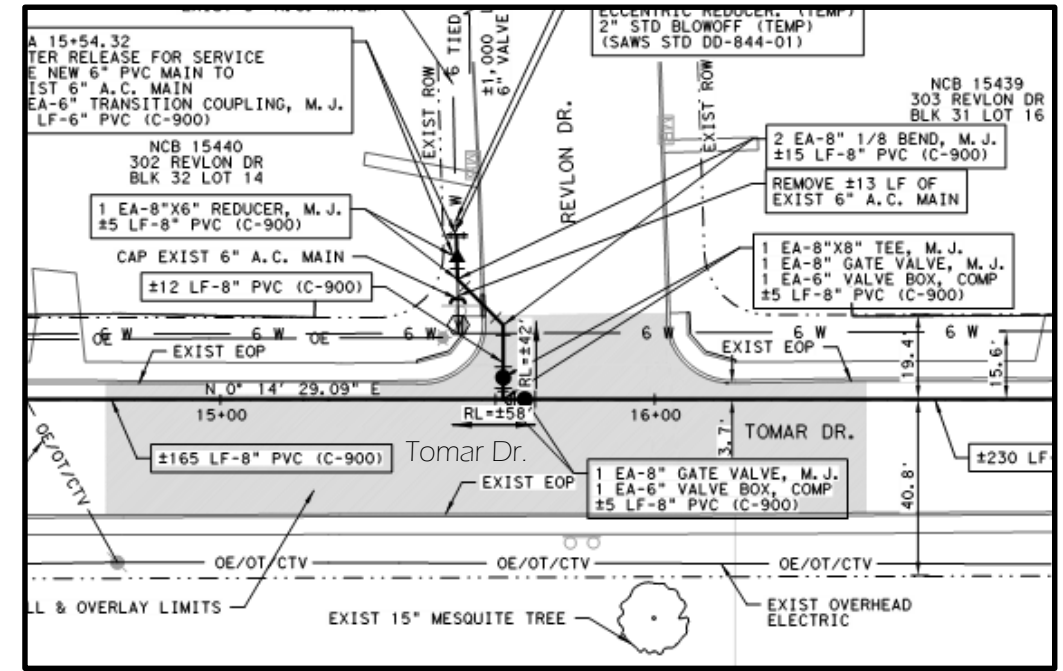 ECCENTRIC REDUCER. (TEMP)
2" STD BLOWOFF (TEMP)
(SAWS STD DD-844-01)
A 15+54.32
TER RELEASE FOR SERVICE
E NEW 6" PVC MAIN TO
IST 6" A.C. MAIN
EA-6" TRANSITION COUPLING, M.J.
LF-6" PVC (C-900)
EXIST ROW
6 TIED
±1,000
6" VALVE
REVLON DR.
EXIST ROW
NCB 15439
303 REVLON DR
BLK 31 LOT 16
NCB 15440
302 REVLON DR
BLK 32 LOT 14
2 EA-8" 1/8 BEND, M.J.
±15 LF-8" PVC (C-900)
REMOVE ±13 LF OF
EXIST 6" A.C. MAIN
1 EA-8"X6" REDUCER, M.J.
±5 LF-8" PVC (C-900)
W
CAP EXIST 6" A.C. MAIN
1 EA-8"X8" TEE, M.J.
1 EA-8" GATE VALVE, M.J.
1 EA-6" VALVE BOX, COMP
±5 LF-8" PVC (C-900)
±12 LF-8" PVC (C-900)
6 W OE 6 W OE 6 W
W
6 W 6 W 6 W
EXIST EOP
RL=±42'
EXIST EOP
19.4'
15.6'
N 0° 14' 29.09" E
15+00
RL=±58'
16+00
OE/OT/CTV
±165 LF-8" PVC (C-900)
Tomar Dr.
3.7'
TOMAR DR.
±230 LF-
EXIST EOP
1 EA-8" GATE VALVE, M.J.
1 EA-6" VALVE BOX, COMP
±5 LF-8" PVC (C-900)
40.8'
OE/OT/CTV
OE/OT/CTV
OE/OT/CTV
LL & OVERLAY LIMITS
EXIST 15" MESQUITE TREE
EXIST OVERHEAD
ELECTRIC